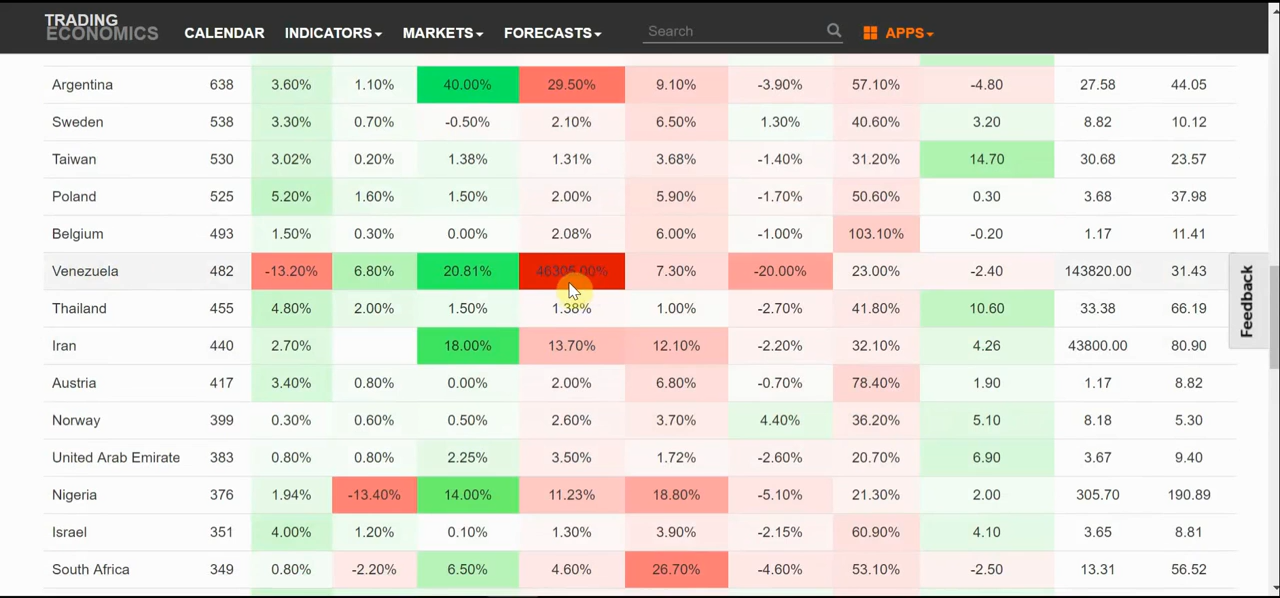 TRADING
ECONOMICS CALENDAR INDICATORS MARKETS FORECASTS Search APPS
Argentina 638 3.60% 1.10% 40.00% 29.50% 9.10% -3.90% 57.10% -4.80 27.58 44.05
Sweden 538 3.30% 0.70% -0.50% 2.10% 6.50% 1.30% 40.60% 3.20 8.82 10.12
Taiwan 530 3.02% 0.20% 1.38% 1.31% 3.68% -1.40% 31.20% 14.70 30.68 23.57
Poland 525 5.20% 1.60% 1.50% 2.00% 5.90% -1.70% 50.60% 0.30 3.68 37.98
Belgium 493 1.50% 0.30% 0.00% 2.08% 6.00% -1.00% 103.10% -0.20 1.17 11.41
Venezuela 482 -13.20% 6.80% 20.81% 46305.00% 7.30% -20.00% 23.00% -2.40 143820.00 31.43
Thailand 455 4.80% 2.00% 1.50% 1.38% 1.00% -2.70% 41.80% 10.60 33.38 66.19
Iran 440 2.70% 18.00% 13.70% 12.10% -2.20% 32.10% 4.26 43800.00 80.90
Austria 417 3.40% 0.80% 0.00% 2.00% 6.80% -0.70% 78.40% 1.90 1.17 8.82
Norway 399 0.30% 0.60% 0.50% 2.60% 3.70% 4.40% 36.20% 5.10 8.18 5.30
United Arab Emirate 383 0.80% 0.80% 2.25% 3.50% 1.72% -2.60% 20.70% 6.90 3.67 9.40
Nigeria 376 1.94% -13.40% 14.00% 11.23% 18.80% -5.10% 21.30% 2.00 305.70 190.89
Israel 351 4.00% 1.20% 0.10% 1.30% 3.90% -2.15% 60.90% 4.10 3.65 8.81
South Africa 349 0.80% -2.20% 6.50% 4.60% 26.70% -4.60% 53.10% -2.50 13.31 56.52
Feedback